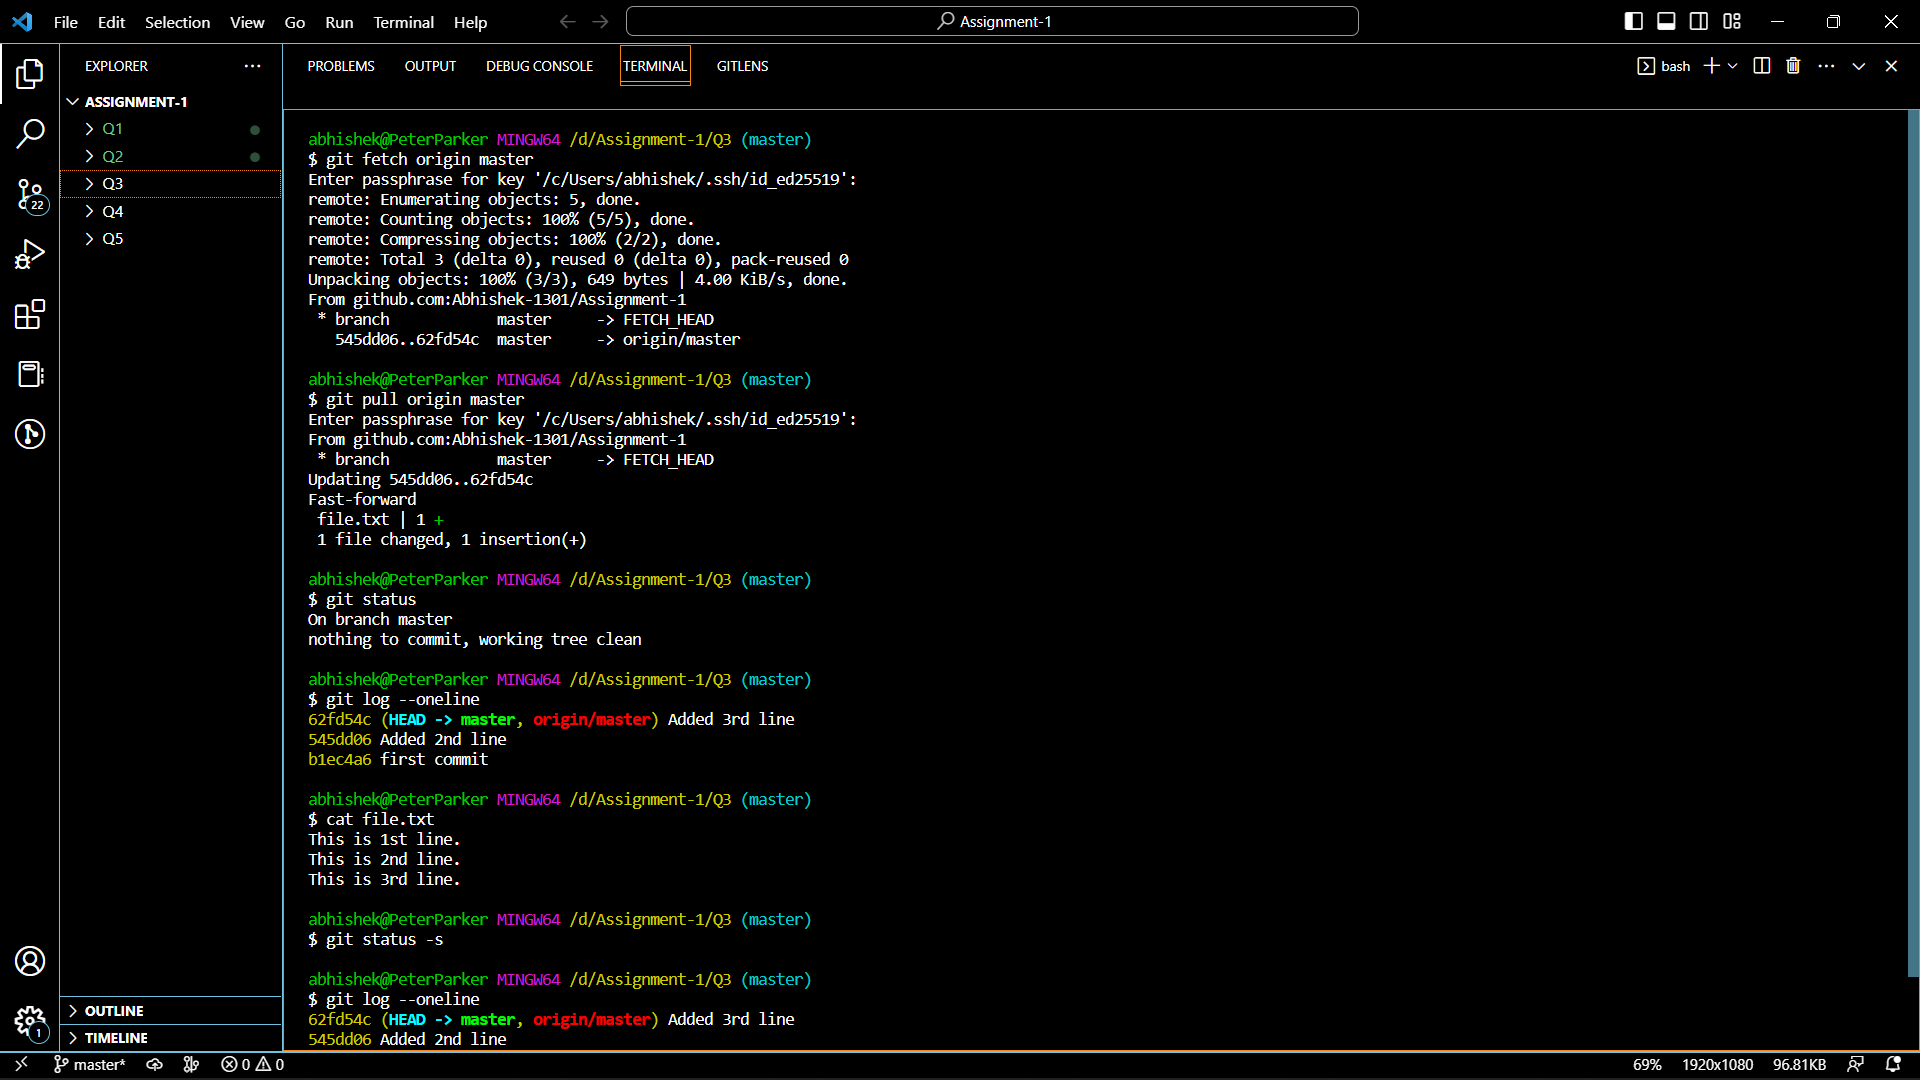 File Edit Selection View Go Run Terminal Help
Assignment-1
EXPLORER
ASSIGNMENT-1
Q1
Q2
Q3
Q4
Q5
OUTLINE
TIMELINE
22
1
PROBLEMS OUTPUT DEBUG CONSOLE TERMINAL GITLENS
bash
abhishek@PeterParker MINGW64 /d/Assignment-1/Q3 (master)
$ git fetch origin master
Enter passphrase for key '/c/Users/abhishek/.ssh/id_ed25519':
remote: Enumerating objects: 5, done.
remote: Counting objects: 100% (5/5), done.
remote: Compressing objects: 100% (2/2), done.
remote: Total 3 (delta 0), reused 0 (delta 0), pack-reused 0
Unpacking objects: 100% (3/3), 649 bytes | 4.00 KiB/s, done.
From github.com:Abhishek-1301/Assignment-1
 * branch            master     -> FETCH_HEAD
   545dd06..62fd54c  master     -> origin/master
abhishek@PeterParker MINGW64 /d/Assignment-1/Q3 (master)
$ git pull origin master
Enter passphrase for key '/c/Users/abhishek/.ssh/id_ed25519':
From github.com:Abhishek-1301/Assignment-1
 * branch            master     -> FETCH_HEAD
Updating 545dd06..62fd54c
Fast-forward
 file.txt | 1 +
 1 file changed, 1 insertion(+)
abhishek@PeterParker MINGW64 /d/Assignment-1/Q3 (master)
$ git status
On branch master
nothing to commit, working tree clean
abhishek@PeterParker MINGW64 /d/Assignment-1/Q3 (master)
$ git log --oneline
62fd54c (HEAD -> master, origin/master) Added 3rd line
545dd06 Added 2nd line
b1ec4a6 first commit
abhishek@PeterParker MINGW64 /d/Assignment-1/Q3 (master)
$ cat file.txt
This is 1st line.
This is 2nd line.
This is 3rd line.
abhishek@PeterParker MINGW64 /d/Assignment-1/Q3 (master)
$ git status -s
abhishek@PeterParker MINGW64 /d/Assignment-1/Q3 (master)
$ git log --oneline
62fd54c (HEAD -> master, origin/master) Added 3rd line
545dd06 Added 2nd line
master* 0 0 69% 1920x1080 96.81KB